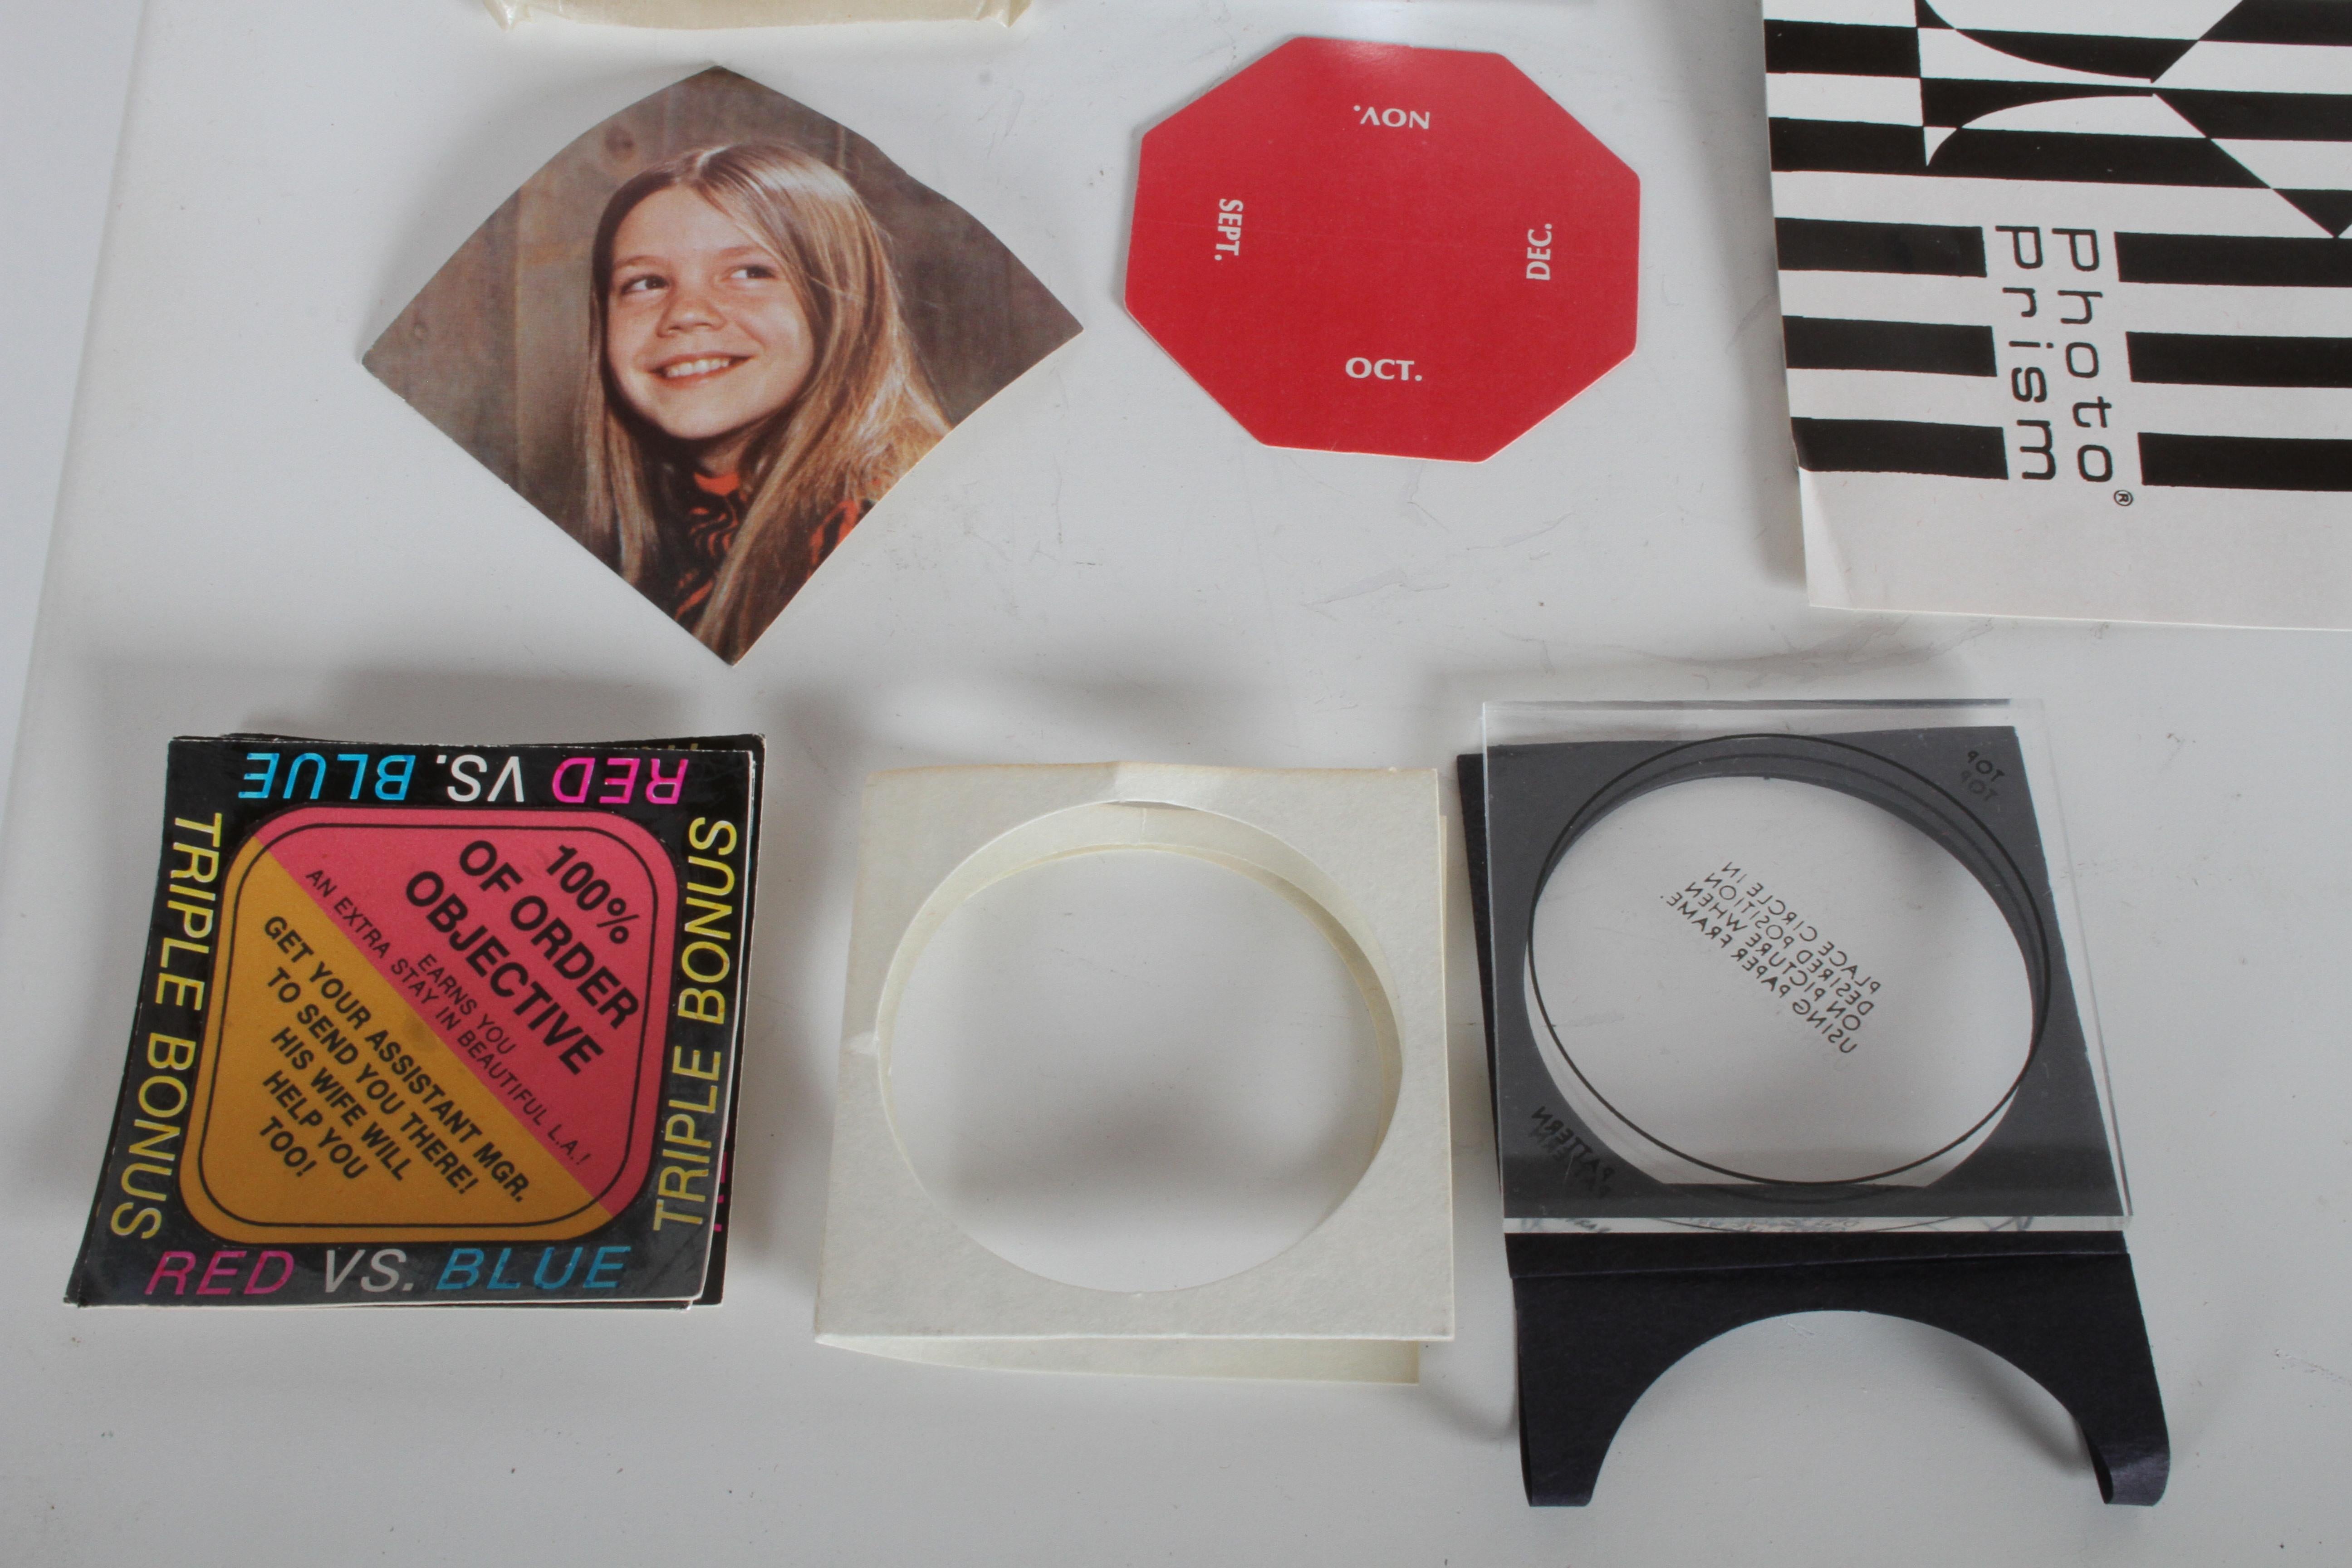 NOV.
SEPT.
DEC.
OCT.
Photo
Prism®
RED VS. BLUE
TRIPLE BONUS
100%
OF ORDER
OBJECTIVE
EARNS YOU
AN EXTRA STAY IN BEAUTIFUL L.A.!
GET YOUR ASSISTANT MGR.
TO SEND YOU THERE!
HIS WIFE WILL
HELP YOU
TOO!
TRIPLE BONUS
RED VS. BLUE
TOP
PLACE CIRCLE IN
DESIRED POSITION
ON PICTURE WHEN
USING PAPER FRAME.
PATTERN